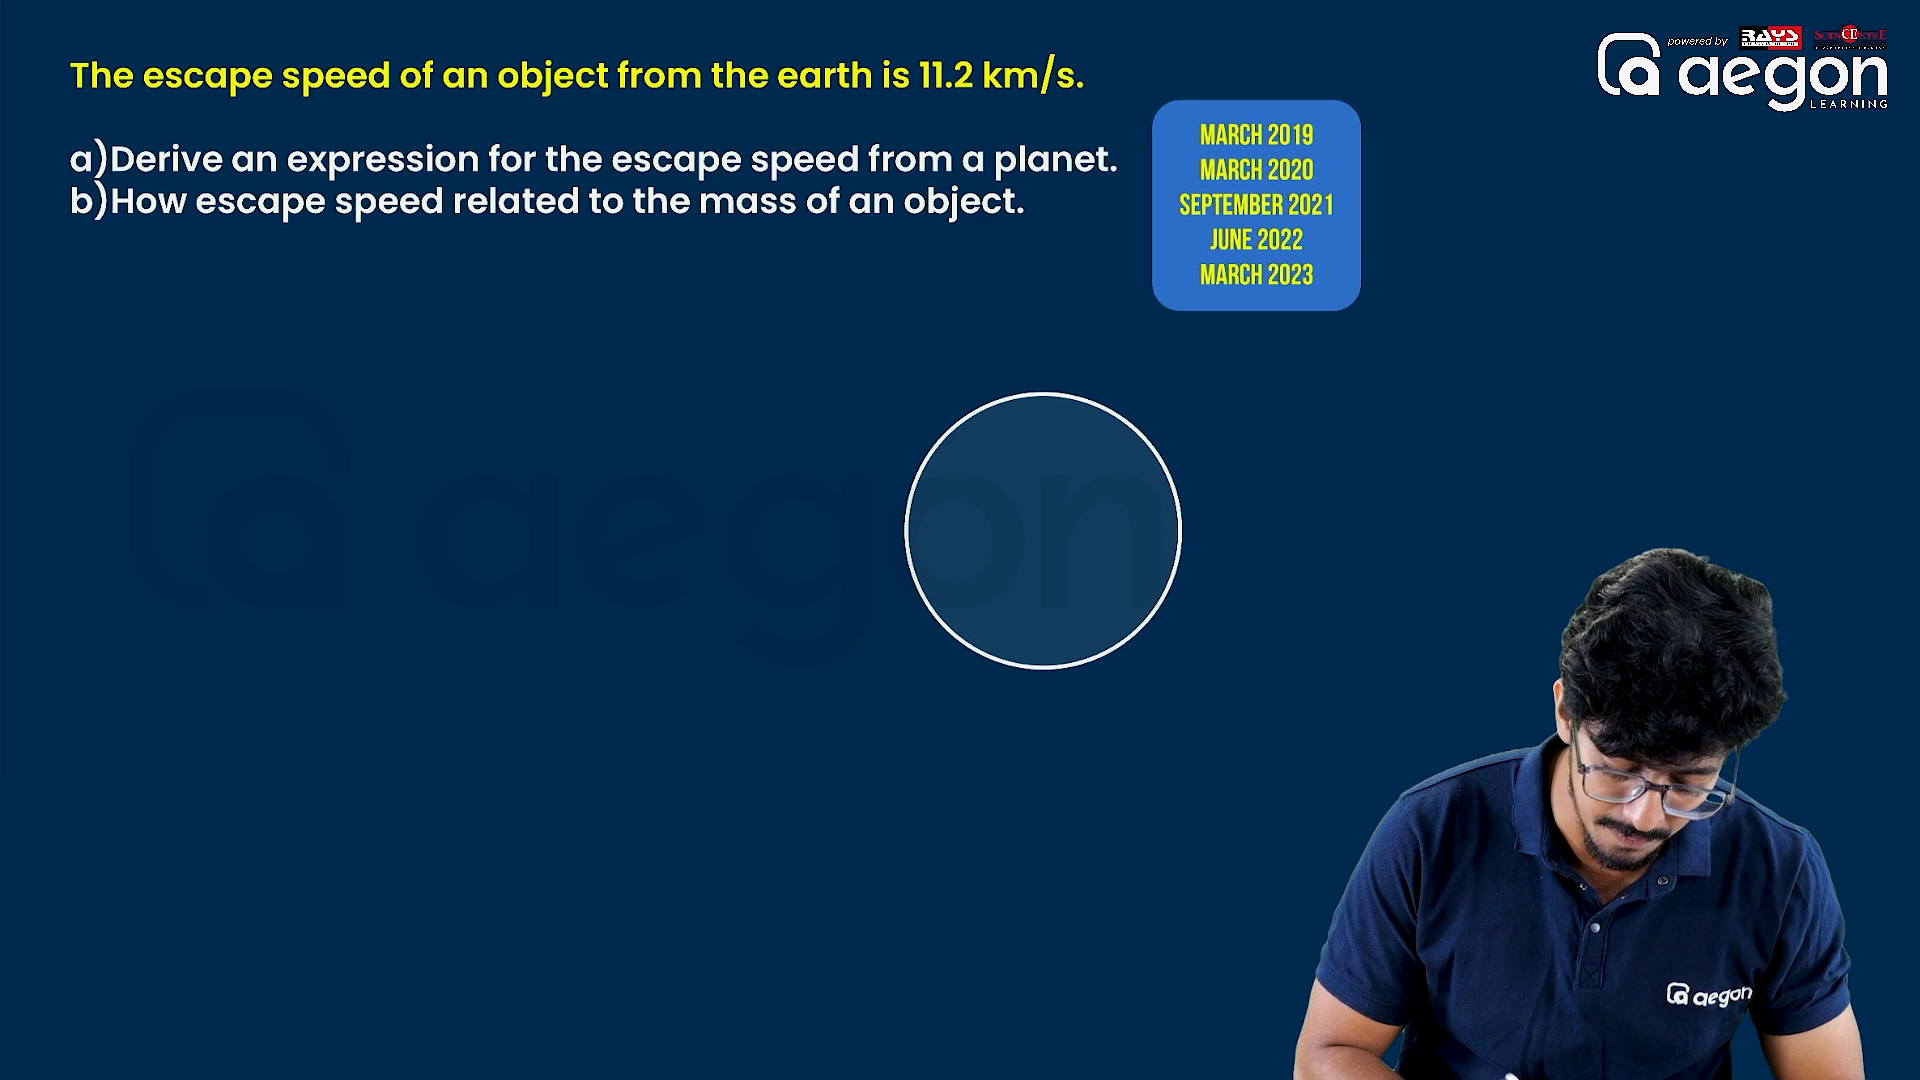 The escape speed of an object from the earth is 11.2 km/s.
a)Derive an expression for the escape speed from a planet.
b)How escape speed related to the mass of an object.
MARCH 2019
MARCH 2020
SEPTEMBER 2021
JUNE 2022
MARCH 2023
powered by
RAYS
aegon
LEARNING
aegon
aegon